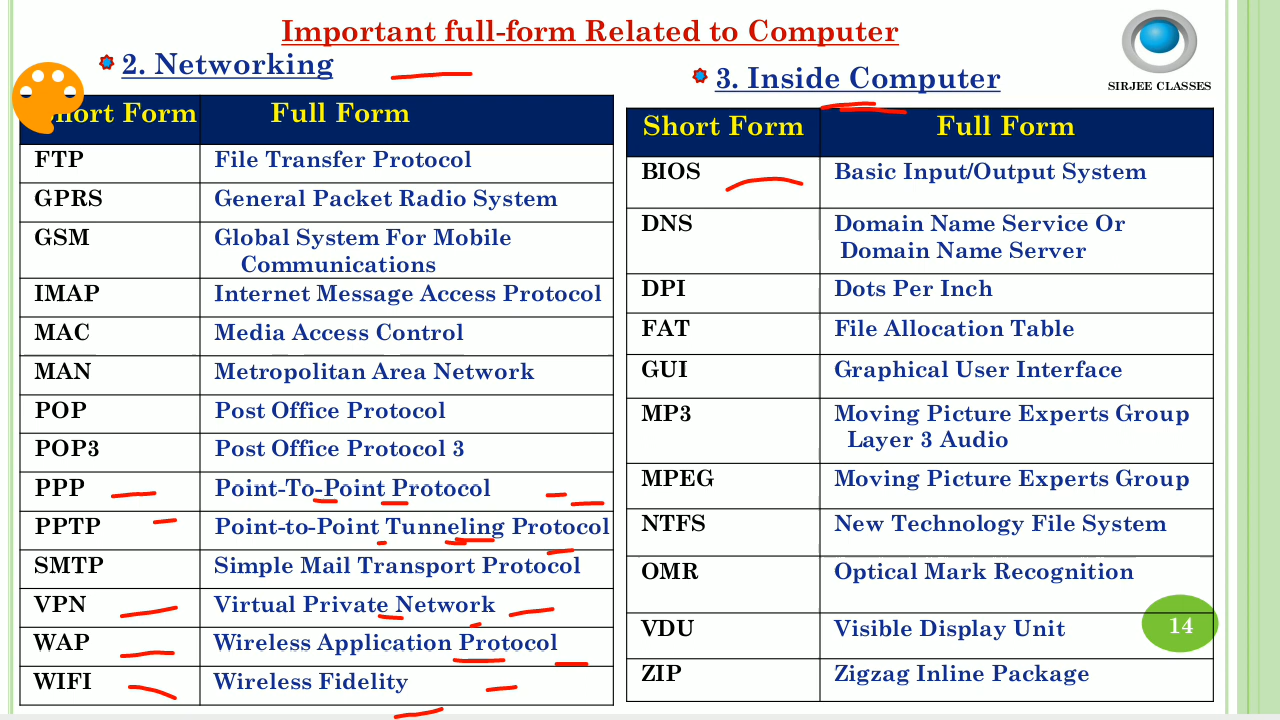 Important full-form Related to Computer
2. Networking
Short Form Full Form
FTP File Transfer Protocol
GPRS General Packet Radio System
GSM Global System For Mobile
Communications
IMAP Internet Message Access Protocol
MAC Media Access Control
MAN Metropolitan Area Network
POP Post Office Protocol
POP3 Post Office Protocol 3
PPP Point-To-Point Protocol
PPTP Point-to-Point Tunneling Protocol
SMTP Simple Mail Transport Protocol
VPN Virtual Private Network
WAP Wireless Application Protocol
WIFI Wireless Fidelity
3. Inside Computer
SIRJEE CLASSES
Short Form Full Form
BIOS Basic Input/Output System
DNS Domain Name Service Or
Domain Name Server
DPI Dots Per Inch
FAT File Allocation Table
GUI Graphical User Interface
MP3 Moving Picture Experts Group
Layer 3 Audio
MPEG Moving Picture Experts Group
NTFS New Technology File System
OMR Optical Mark Recognition
VDU Visible Display Unit
ZIP Zigzag Inline Package
14